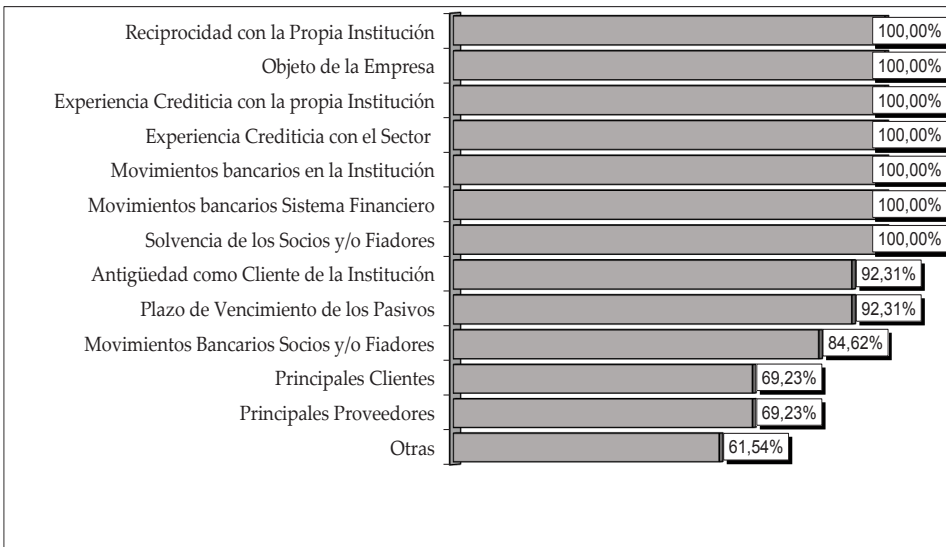 Reciprocidad con la Propia Institución 100,00%
Objeto de la Empresa 100,00%
Experiencia Crediticia con la propia Institución 100,00%
Experiencia Crediticia con el Sector 100,00%
Movimientos bancarios en la Institución 100,00%
Movimientos bancarios Sistema Financiero 100,00%
Solvencia de los Socios y/o Fiadores 100,00%
Antigüedad como Cliente de la Institución 92,31%
Plazo de Vencimiento de los Pasivos 92,31%
Movimientos Bancarios Socios y/o Fiadores 84,62%
Principales Clientes 69,23%
Principales Proveedores 69,23%
Otras 61,54%